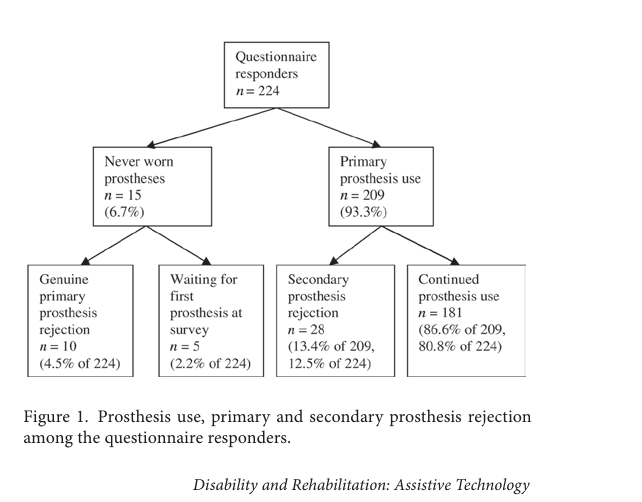 Questionnaire
responders
n = 224
Never worn
prostheses
n = 15
(6.7%)
Primary
prosthesis use
n = 209
(93.3%)
Genuine
primary
prosthesis
rejection
n = 10
(4.5% of 224)
Waiting for
first
prosthesis at
survey
n = 5
(2.2% of 224)
Secondary
prosthesis
rejection
n = 28
(13.4% of 209,
12.5% of 224)
Continued
prosthesis use
n = 181
(86.6% of 209,
80.8% of 224)
Figure 1. Prosthesis use, primary and secondary prosthesis rejection
among the questionnaire responders.
Disability and Rehabilitation: Assistive Technology